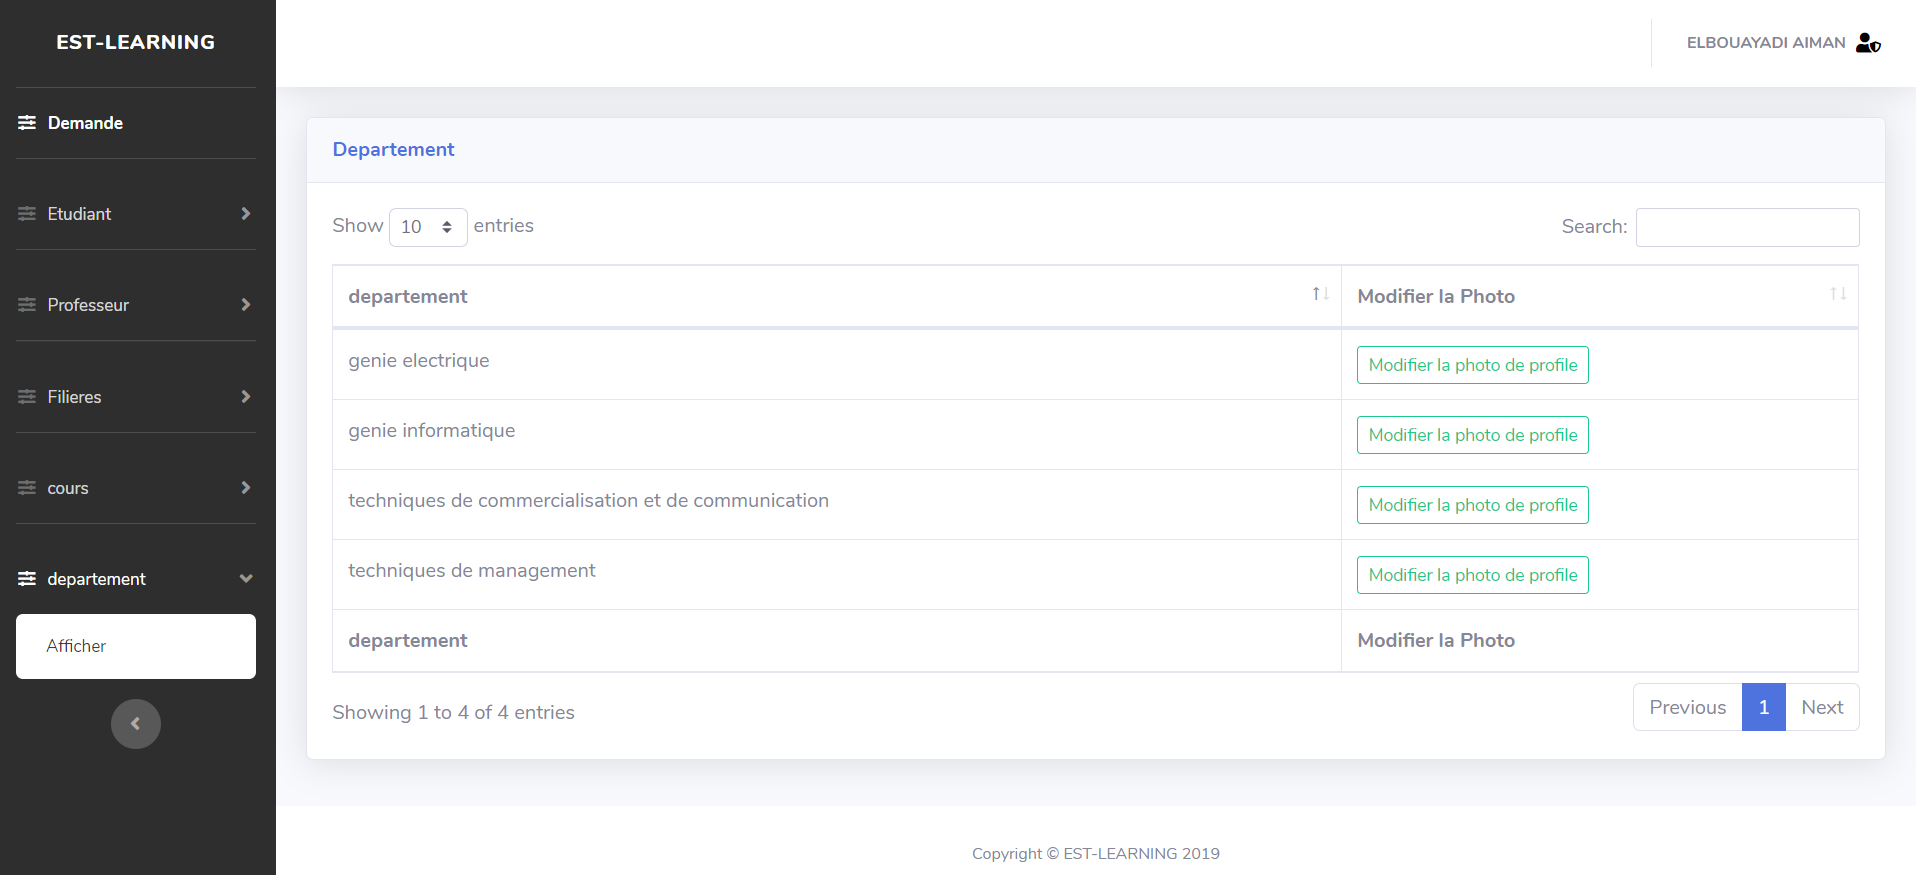 EST-LEARNING
Demande
Etudiant
Professeur
Filieres
cours
departement
Afficher
ELBOUAYADI AIMAN
Departement
Show 10 entries
Search:
departement Modifier la Photo
genie electrique Modifier la photo de profile
genie informatique Modifier la photo de profile
techniques de commercialisation et de communication Modifier la photo de profile
techniques de management Modifier la photo de profile
departement Modifier la Photo
Showing 1 to 4 of 4 entries
Previous 1 Next
Copyright © EST-LEARNING 2019